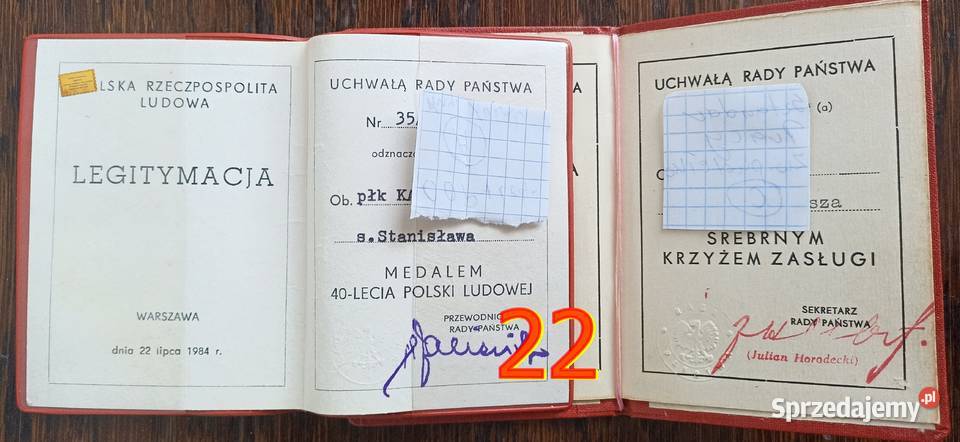 LSKA RZECZPOSPOLITA
LUDOWA
LEGITYMACJA
WARSZAWA
dnia 22 lipca 1984 r.
UCHWAŁĄ RADY PAŃSTWA
Nr 35/
odznacz
Ob. płk KA
s.Stanisława
MEDALEM
40-LECIA POLSKI LUDOWEJ
PRZEWODNIC
RADY PAŃSTWA
22
UCHWAŁĄ RADY PAŃSTWA
(a)
sza
SREBRNYM
KRZYŻEM ZASŁUGI
SEKRETARZ
RADY PAŃSTWA
(Julian Horodecki)
Sprzedajemy.pl